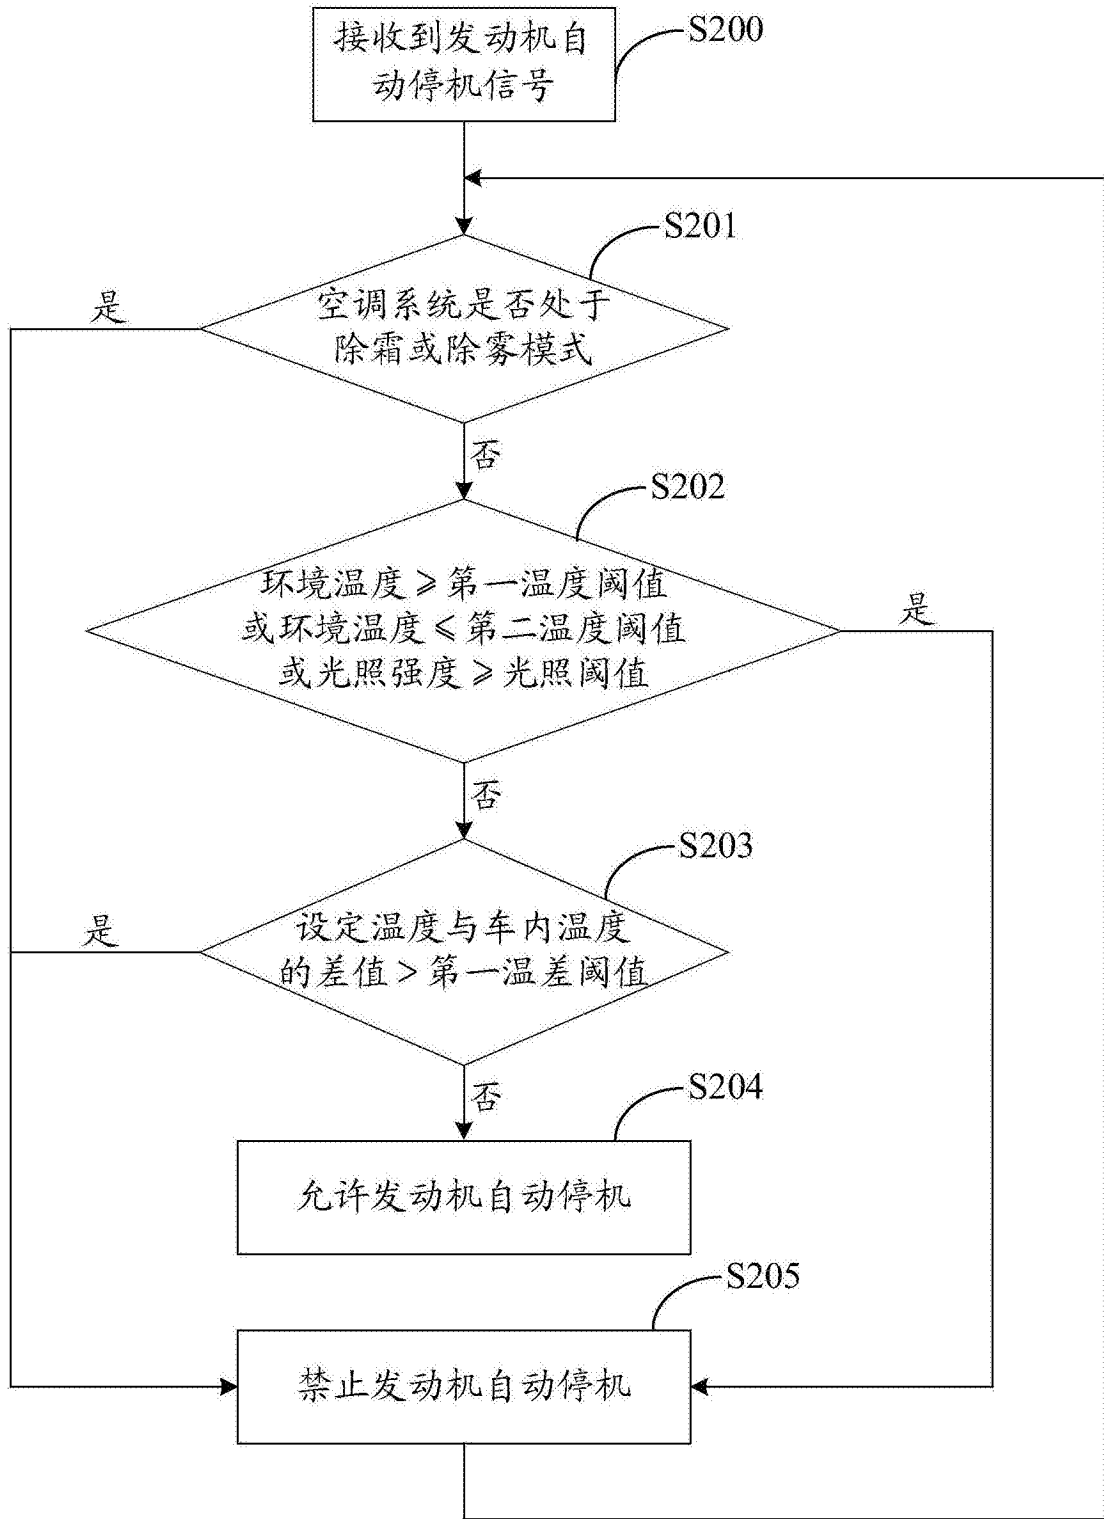 接收到发动机自
动停机信号
S200
S201
是
空调系统是否处于
除霜或除雾模式
否
S202
环境温度≥第一温度阈值
或环境温度≤第二温度阈值
或光照强度≥光照阈值
是
否
S203
是
设定温度与车内温度
的差值>第一温差阈值
否
S204
允许发动机自动停机
S205
禁止发动机自动停机